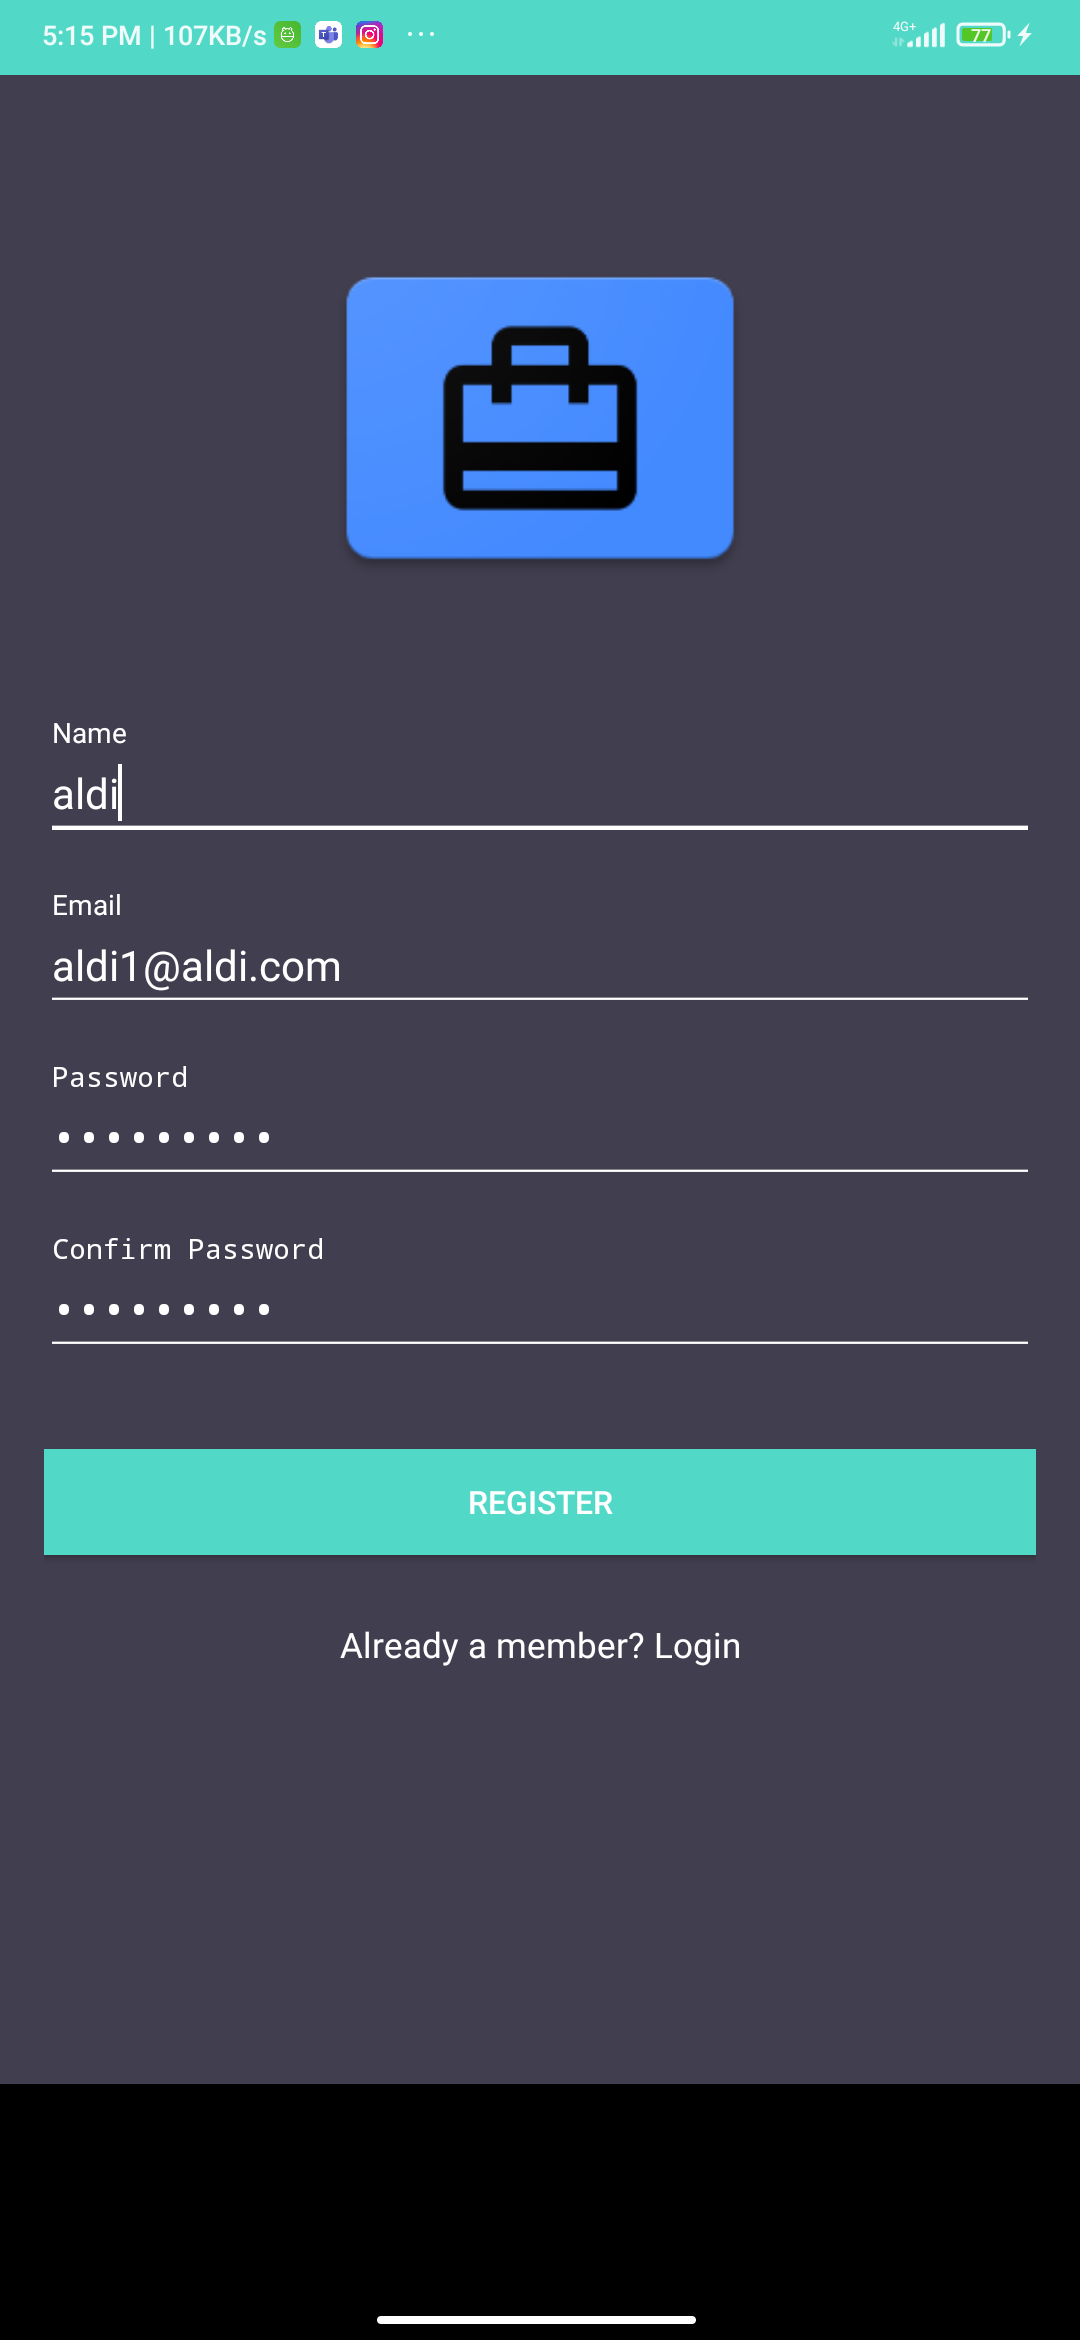 5:15 PM | 107KB/s ... 4G+ 77
Name
aldi
Email
aldi1@aldi.com
Password
•••••••••
Confirm Password
•••••••••
REGISTER
Already a member? Login